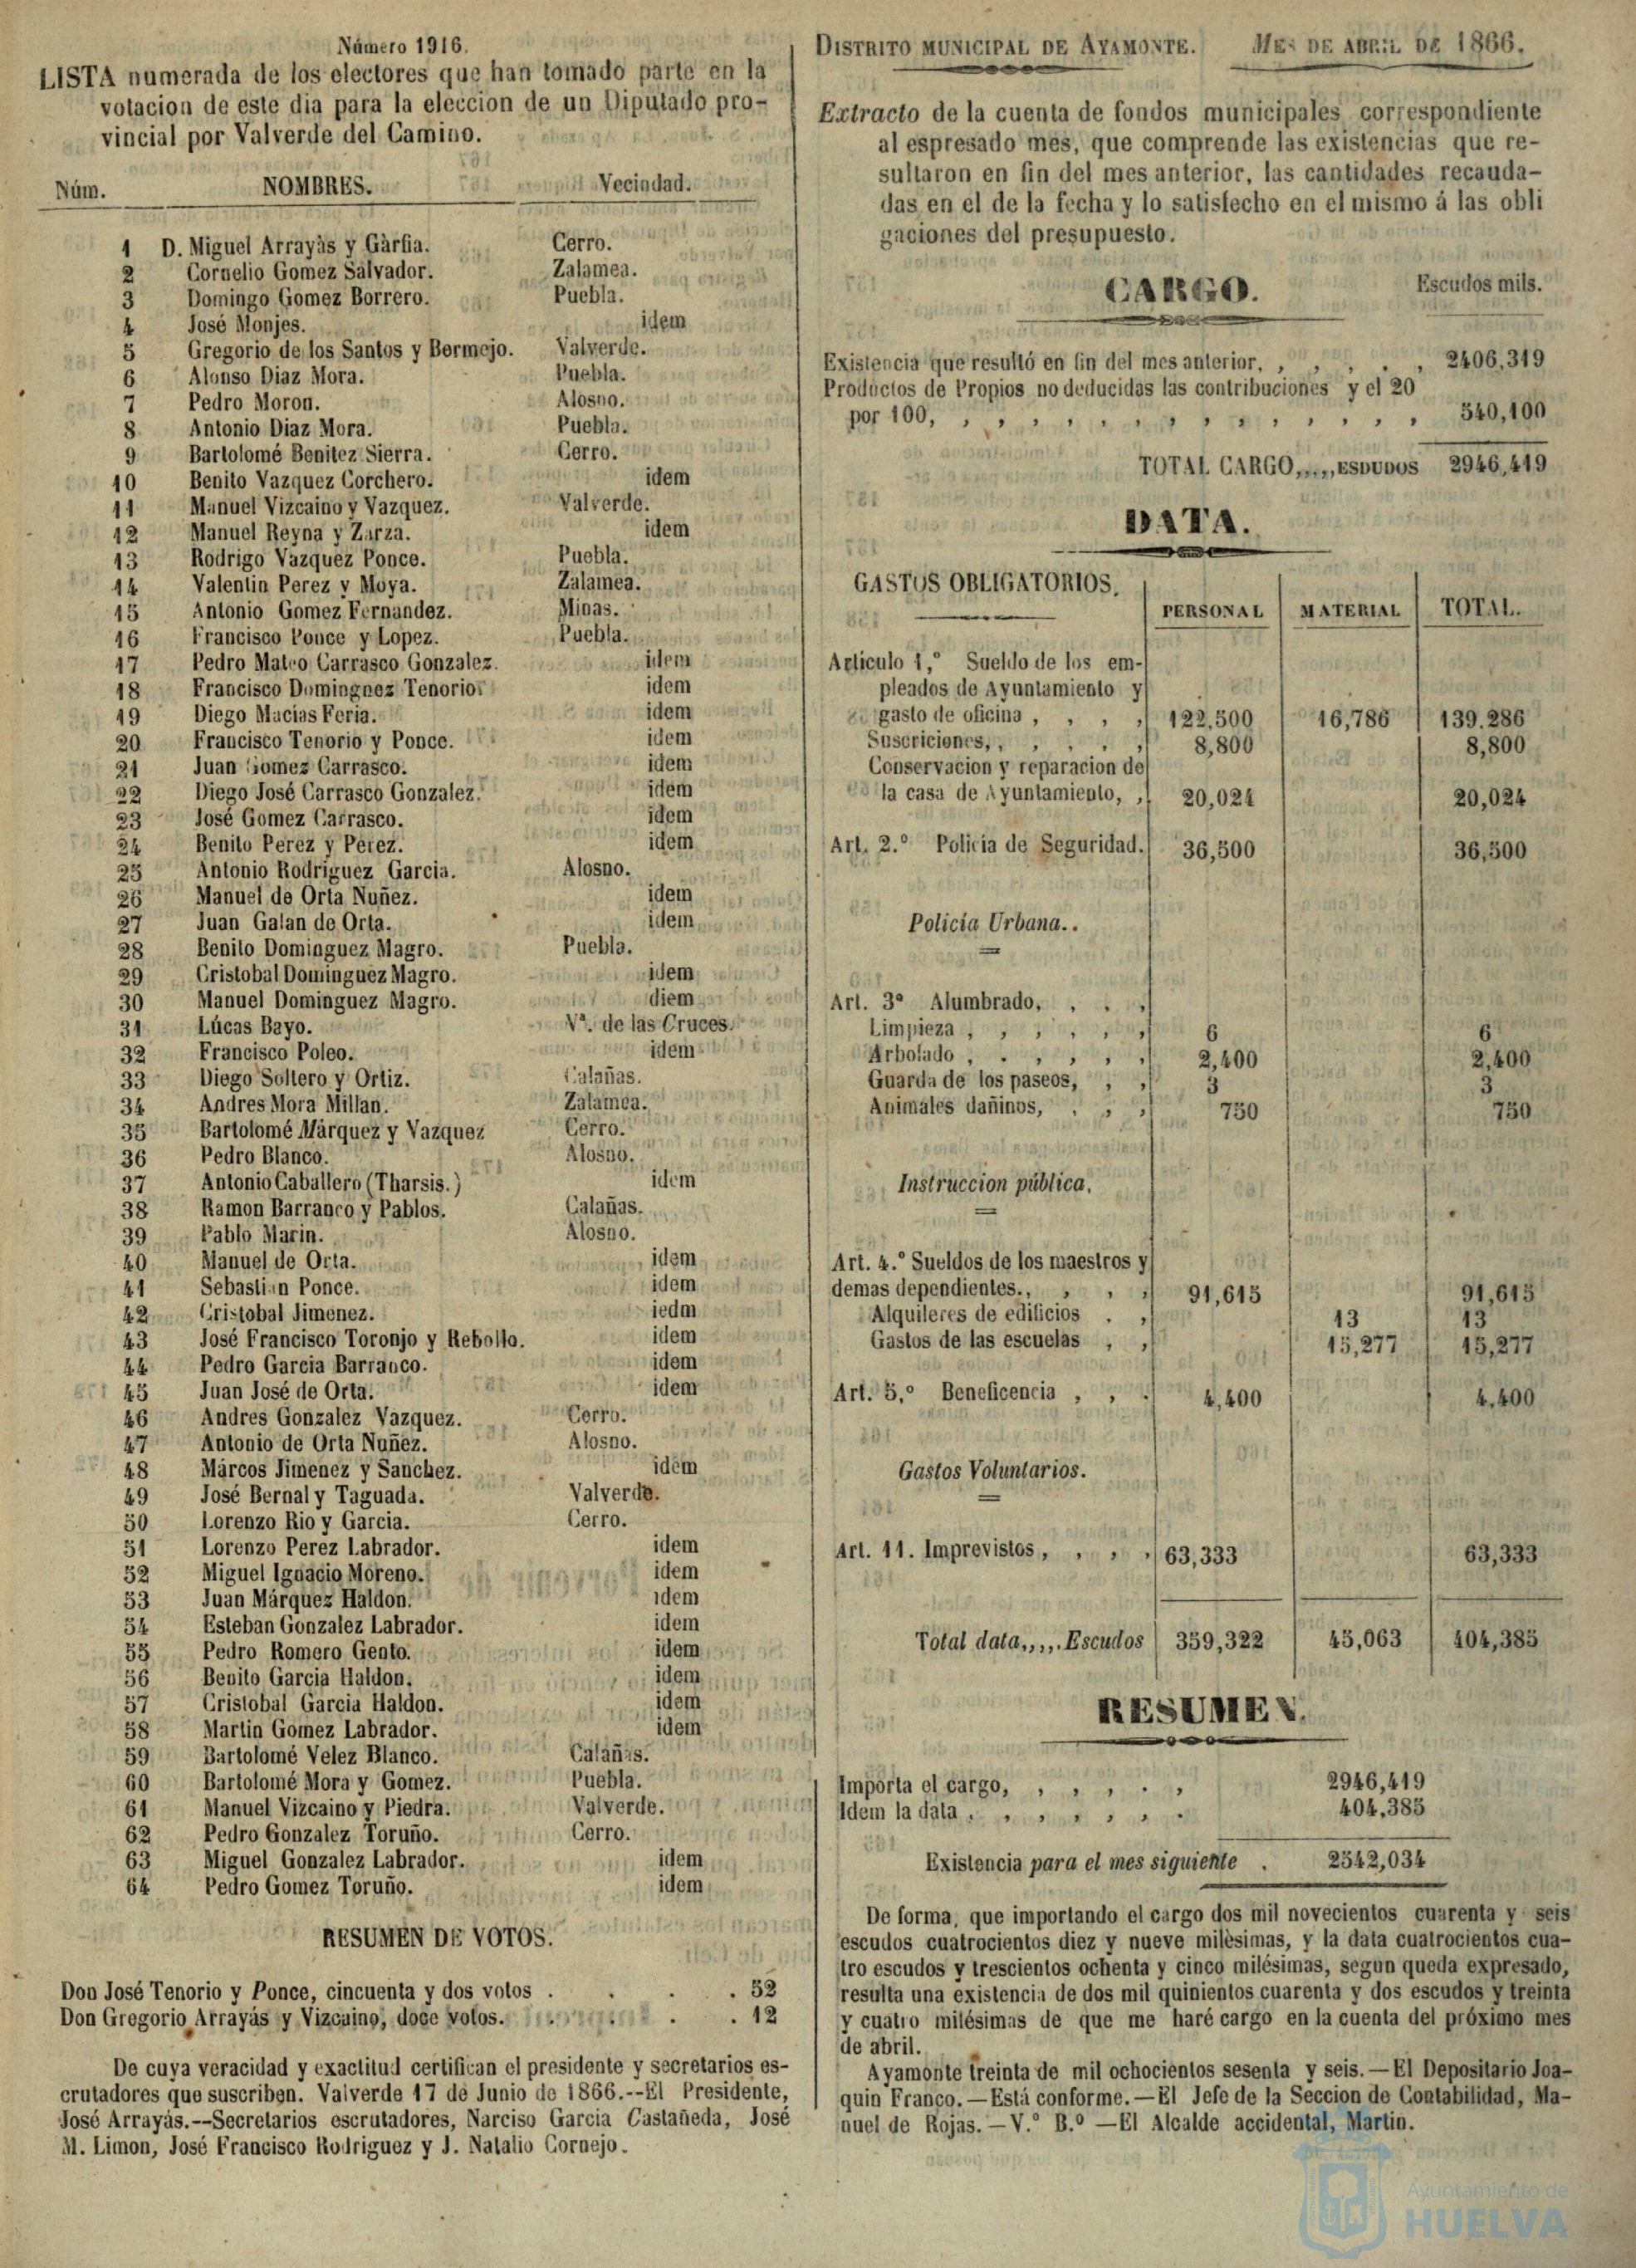 Número 1916.
LISTA numerada de los electores que han tomado parte en la
votacion de este dia para la eleccion de un Diputado pro-
vincial por Valverde del Camino.
Núm. NOMBRES. Vecindad.
1 D. Miguel Arrayàs y Gàrfia. Cerro.
2 Cornelio Gomez Salvador. Zalamea.
3 Domingo Gomez Borrero. Puebla.
4 José Monjes. idem
5 Gregorio de los Santos y Bermejo. Valverde.
6 Alonso Diaz Mora. Puebla.
7 Pedro Moron. Alosno.
8 Antonio Diaz Mora. Puebla.
9 Bartolomé Benitez Sierra. Cerro.
10 Benito Vazquez Corchero. idem
11 Manuel Vizcaino y Vazquez. Valverde.
12 Manuel Reyna y Zarza. idem
13 Rodrigo Vazquez Ponce. Puebla.
14 Valentin Perez y Moya. Zalamea.
15 Antonio Gomez Fernandez. Minas.
16 Francisco Ponce y Lopez. Puebla.
17 Pedro Mateo Carrasco Gonzalez. idem
18 Francisco Dominguez Tenorio. idem
19 Diego Macias Feria. idem
20 Francisco Tenorio y Ponce. idem
21 Juan Gomez Carrasco. idem
22 Diego José Carrasco Gonzalez. idem
23 José Gomez Carrasco. idem
24 Benito Perez y Perez. idem
25 Antonio Rodriguez Garcia. Alosno.
26 Manuel de Orta Nuñez. idem
27 Juan Galan de Orta. idem
28 Benito Dominguez Magro. Puebla.
29 Cristobal Dominguez Magro. idem
30 Manuel Dominguez Magro. diem
31 Lúcas Bayo. Vª. de las Cruces.
32 Francisco Poleo. idem
33 Diego Soltero y Ortiz. Calañas.
34 Andres Mora Millan. Zalamea.
35 Bartolomé Márquez y Vazquez Cerro.
36 Pedro Blanco. Alosno.
37 Antonio Caballero (Tharsis.) idem
38 Ramon Barranco y Pablos. Calañas.
39 Pablo Marin. Alosno.
40 Manuel de Orta. idem
41 Sebastian Ponce. idem
42 Cristobal Jimenez. iedm
43 José Francisco Toronjo y Rebollo. idem
44 Pedro Garcia Barranco. idem
45 Juan José de Orta. idem
46 Andres Gonzalez Vazquez. Cerro.
47 Antonio de Orta Nuñez. Alosno.
48 Márcos Jimenez y Sanchez. idem
49 José Bernal y Taguada. Valverde.
50 Lorenzo Rio y Garcia. Cerro.
51 Lorenzo Perez Labrador. idem
52 Miguel Ignacio Moreno. idem
53 Juan Márquez Haldon. idem
54 Esteban Gonzalez Labrador. idem
55 Pedro Romero Gento. idem
56 Benito Garcia Haldon. idem
57 Cristobal Garcia Haldon. idem
58 Martin Gomez Labrador. idem
59 Bartolomé Velez Blanco. Calañas.
60 Bartolomé Mora y Gomez. Puebla.
61 Manuel Vizcaino y Piedra. Valverde.
62 Pedro Gonzalez Toruño. Cerro.
63 Miguel Gonzalez Labrador. idem
64 Pedro Gomez Toruño. idem
RESUMEN DE VOTOS.
Don José Tenorio y Ponce, cincuenta y dos votos . . . . 52
Don Gregorio Arrayás y Vizcaino, doce votos. . . . . 12
De cuya veracidad y exactitud certifican el presidente y secretarios es-
crutadores que suscriben. Valverde 17 de Junio de 1866.--El Presidente,
José Arrayás.--Secretarios escrutadores, Narciso Garcia Castañeda, José
M. Limon, José Francisco Rodriguez y J. Natalio Cornejo.
DISTRITO MUNICIPAL DE AYAMONTE. MES DE ABRIL DE 1866.
Extracto de la cuenta de fondos municipales correspondiente
al espresado mes, que comprende las existencias que re-
sultaron en fin del mes anterior, las cantidades recauda-
das en el de la fecha y lo satisfecho en el mismo á las obli
gaciones del presupuesto.
CARGO. Escudos mils.
Existencia que resultó en fin del mes anterior, , , , . , 2406,319
Productos de Propios no deducidas las contribuciones y el 20
por 100, , , , , , , , , , , , , , , 540,100
TOTAL CARGO,..,,ESDUDOS 2946,419
DATA.
GASTOS OBLIGATORIOS.
PERSONAL MATERIAL TOTAL.
Articulo 1,° Sueldo de los em-
pleados de Ayuntamiento y
gasto de oficina , , , , 122,500 16,786 139.286
Suscriciones, , , , , , 8,800 8,800
Conservacion y reparacion de
la casa de Ayuntamiento, , 20,024 20,024
Art. 2.° Policia de Seguridad. 36,500 36,500
Policía Urbana..
Art. 3ª Alumbrado, , , ,
Limpieza , , , , , , 6 6
Arbolado , . , , , , 2,400 2,400
Guarda de los paseos, , , 3 3
Animales dañinos, , , , 750 750
Instruccion pública.
Art. 4.° Sueldos de los maestros y
demas dependientes., , , , 91,615 91,615
Alquileres de edificios . , 13 13
Gastos de las escuelas , , 15,277 15,277
Art. 5,° Beneficencia , , . 4,400 4,400
Gastos Voluntarios.
Art. 11. Imprevistos , , , , 63,333 63,333
Total data,,,,.Escudos 359,322 45,063 404,385
RESUMEN.
Importa el cargo, , , , , . , 2946,419
Idem la data . , , , , , . 404,385
Existencia para el mes siguiente . 2542,034
De forma, que importando el cargo dos mil novecientos cuarenta y seis
escudos cuatrocientos diez y nueve milèsimas, y la data cuatrocientos cua-
tro escudos y trescientos ochenta y cinco milésimas, segun queda expresado,
resulta una existencia de dos mil quinientos cuarenta y dos escudos y treinta
y cuatro milésimas de que me haré cargo en la cuenta del próximo mes
de abril.
Ayamonte treinta de mil ochocientos sesenta y seis.—El Depositario Joa-
quin Franco.—Está conforme.—El Jefe de la Seccion de Contabilidad, Ma-
nuel de Rojas.—V.° B.° —El Alcalde accidental, Martin.
Ayuntamiento de
HUELVA